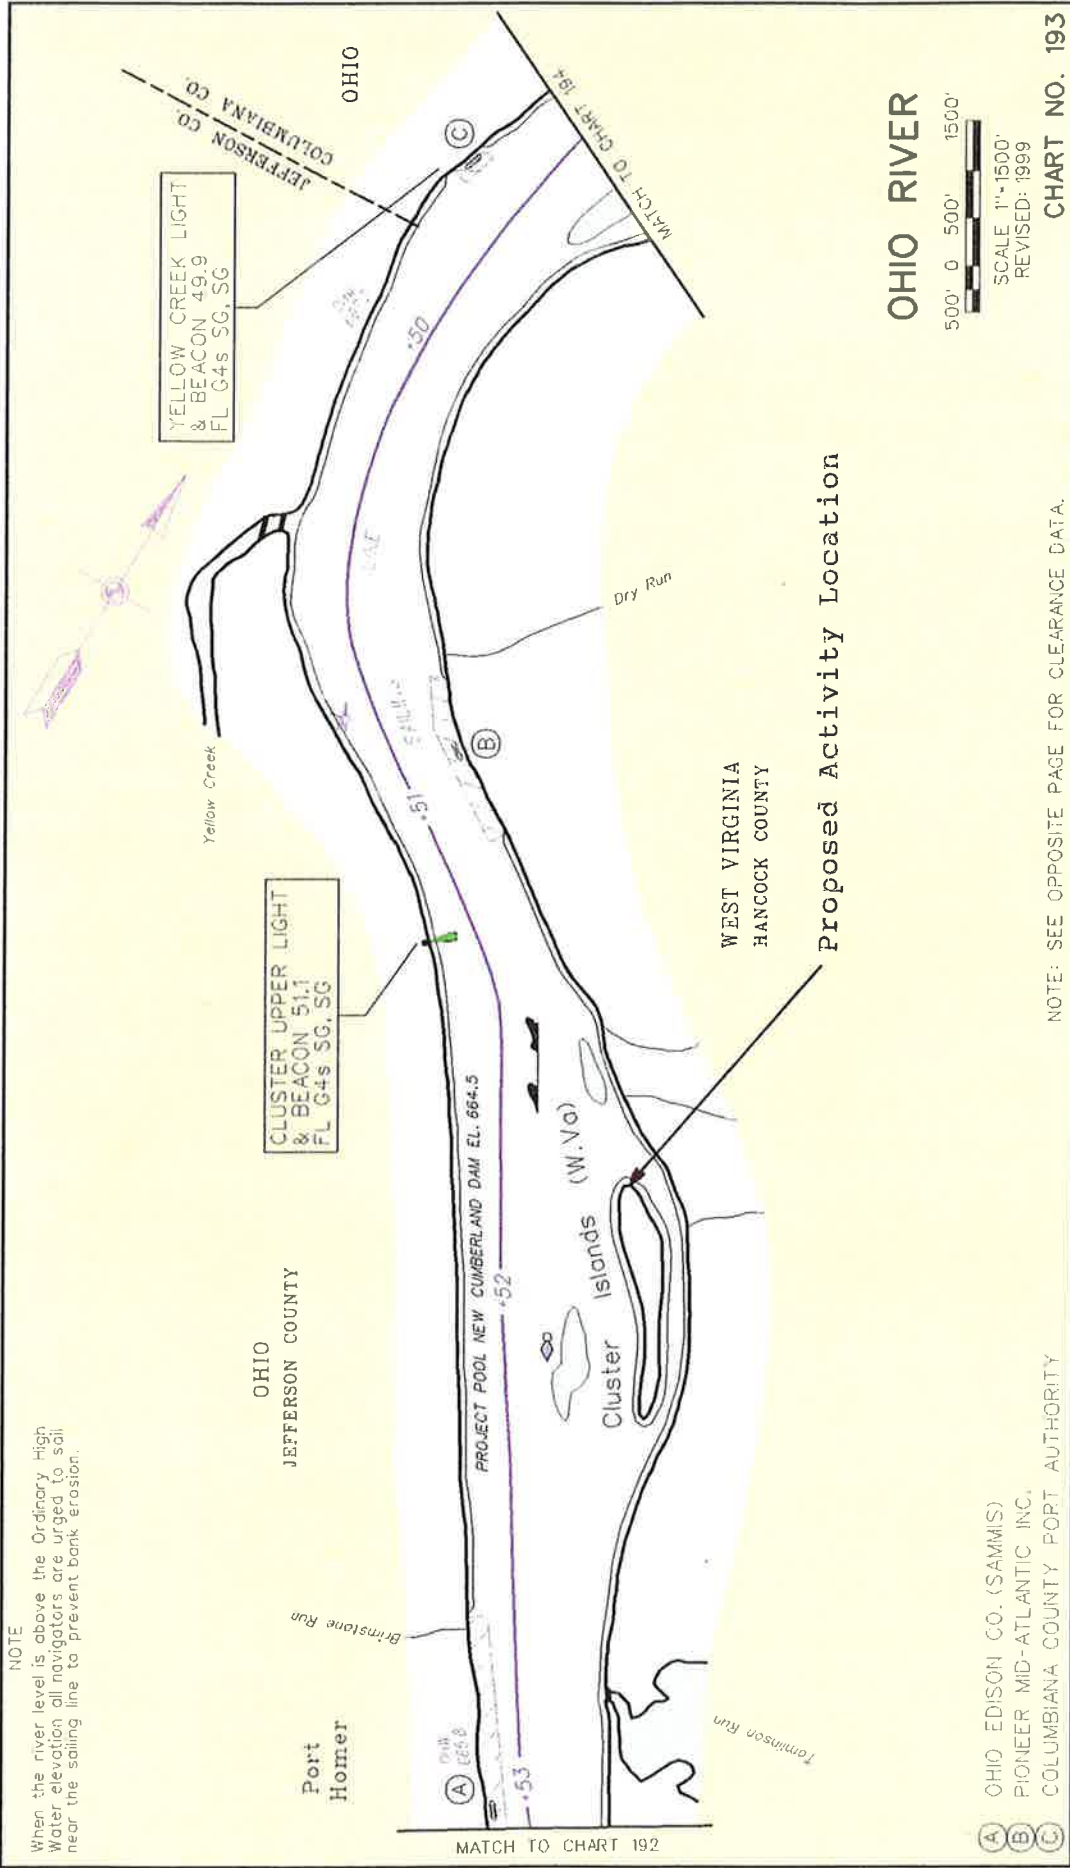 NOTE
When the river level is above the Ordinary High
Water elevation all navigators are urged to sail
near the sailing line to prevent bank erosion.
YELLOW CREEK LIGHT
& BEACON 49.9
FL G4s SG, SG
JEFFERSON CO.
COLUMBIANA CO.
OHIO
C
MATCH TO CHART 194
+50
LINE
SAILING
Yellow Creek
+51
B
Dry Run
CLUSTER UPPER LIGHT
& BEACON 51.1
FL G4s SG, SG
OHIO
JEFFERSON COUNTY
PROJECT POOL NEW CUMBERLAND DAM EL. 664.5
+52
Cluster Islands (W.Va)
WEST VIRGINIA
HANCOCK COUNTY
Proposed Activity Location
Port
Homer
Brimstone Run
A
+53
Tomlinson Run
MATCH TO CHART 192
A OHIO EDISON CO. (SAMMIS)
B PIONEER MID-ATLANTIC INC.
C COLUMBIANA COUNTY PORT AUTHORITY
NOTE: SEE OPPOSITE PAGE FOR CLEARANCE DATA.
OHIO RIVER
500' 0 500' 1500'
SCALE 1"-1500'
REVISED: 1999
CHART NO. 193